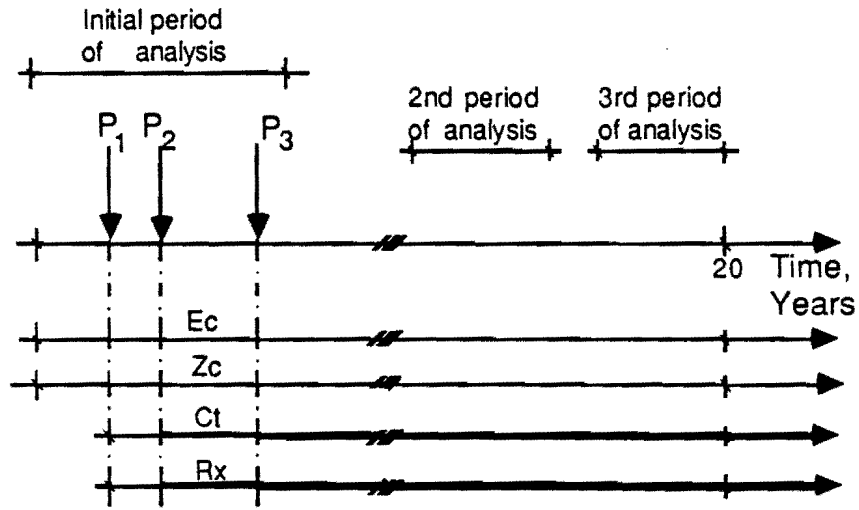 Initial period
of analysis
2nd period
of analysis
3rd period
of analysis
P1 P2 P3
20 Time,
Years
Ec
Zc
Ct
Rx